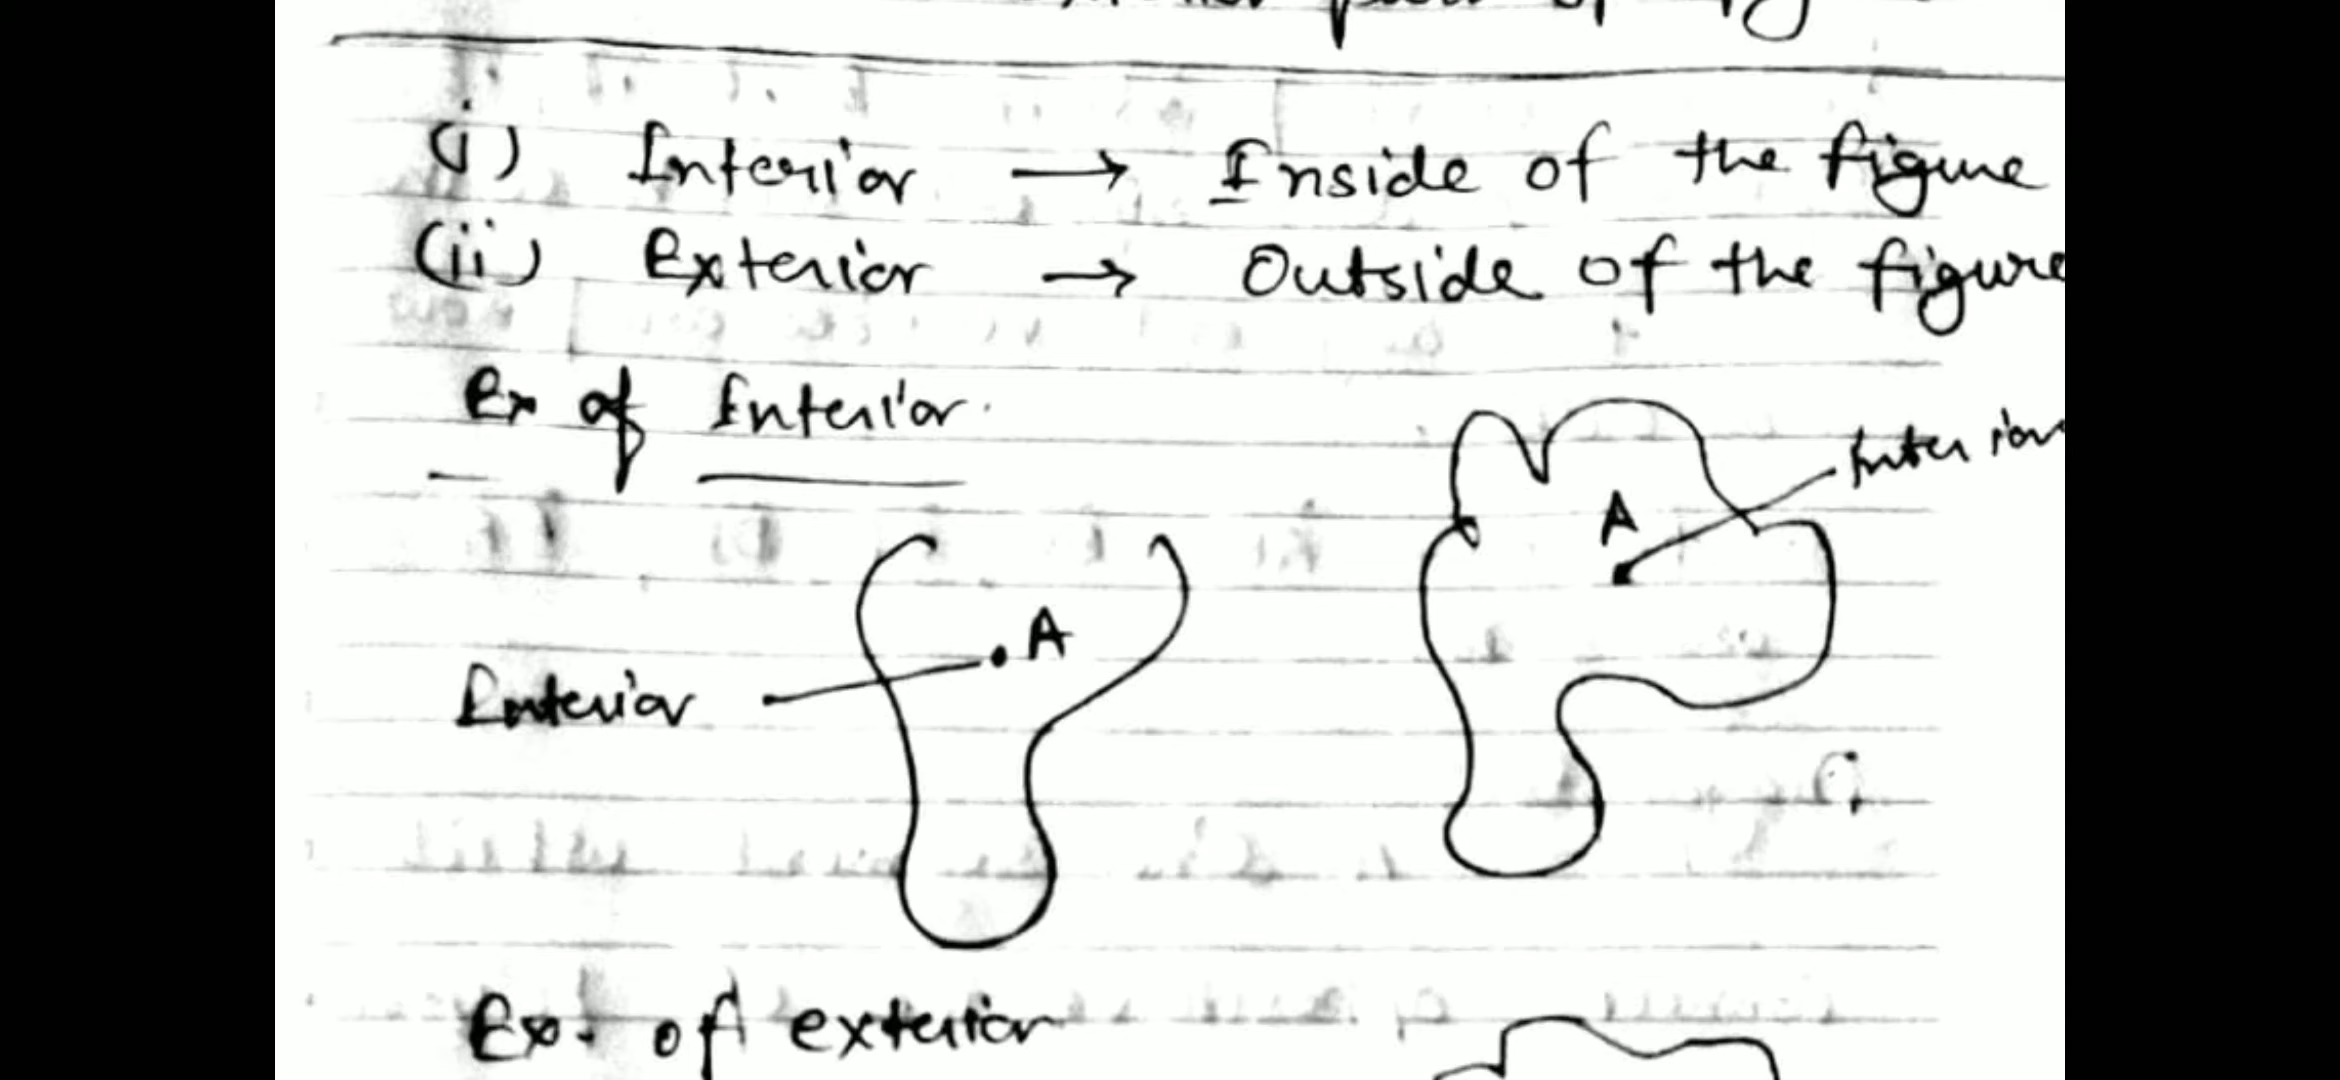 (i) Interior → Inside of the figure
(ii) Exterior → Outside of the figure
Ex of Interior
Interior
A
A
Interior
Ex. of exterior